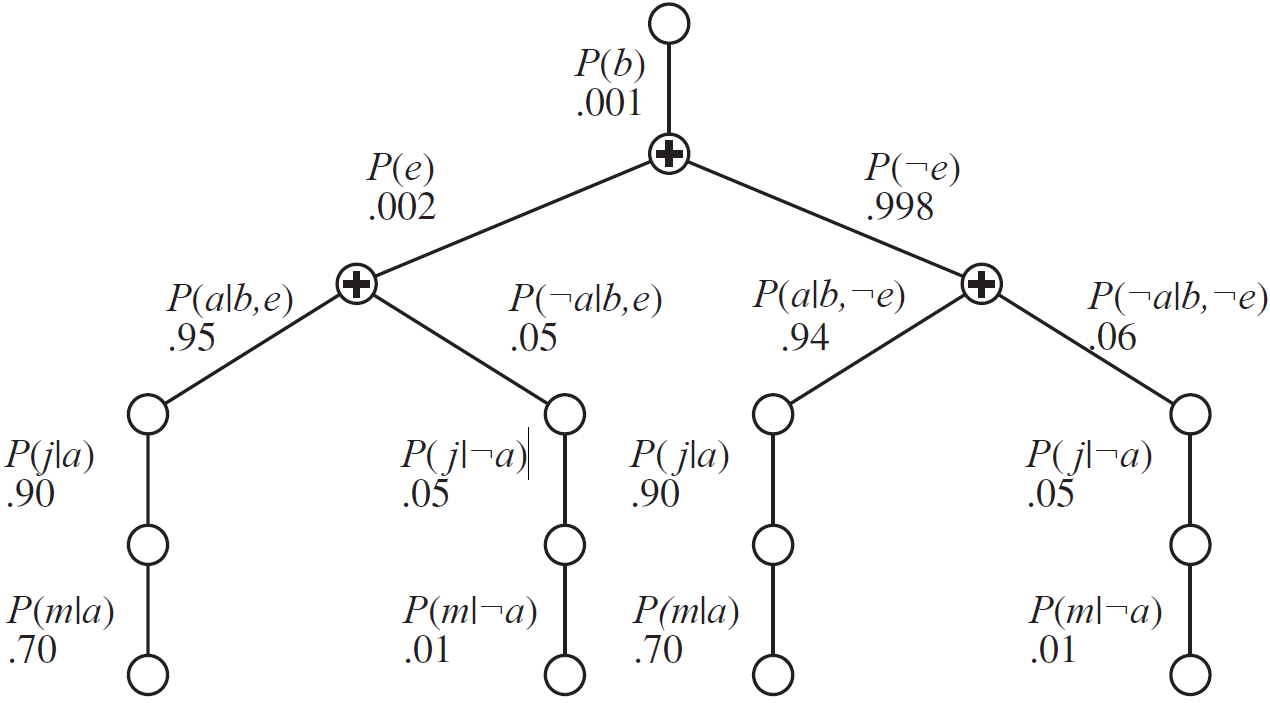 P(b)
.001
P(e)
.002
P(¬e)
.998
P(a|b,e)
.95
P(¬a|b,e)
.05
P(a|b,¬e)
.94
P(¬a|b,¬e)
.06
P(j|a)
.90
P(j|¬a)
.05
P(j|a)
.90
P(j|¬a)
.05
P(m|a)
.70
P(m|¬a)
.01
P(m|a)
.70
P(m|¬a)
.01